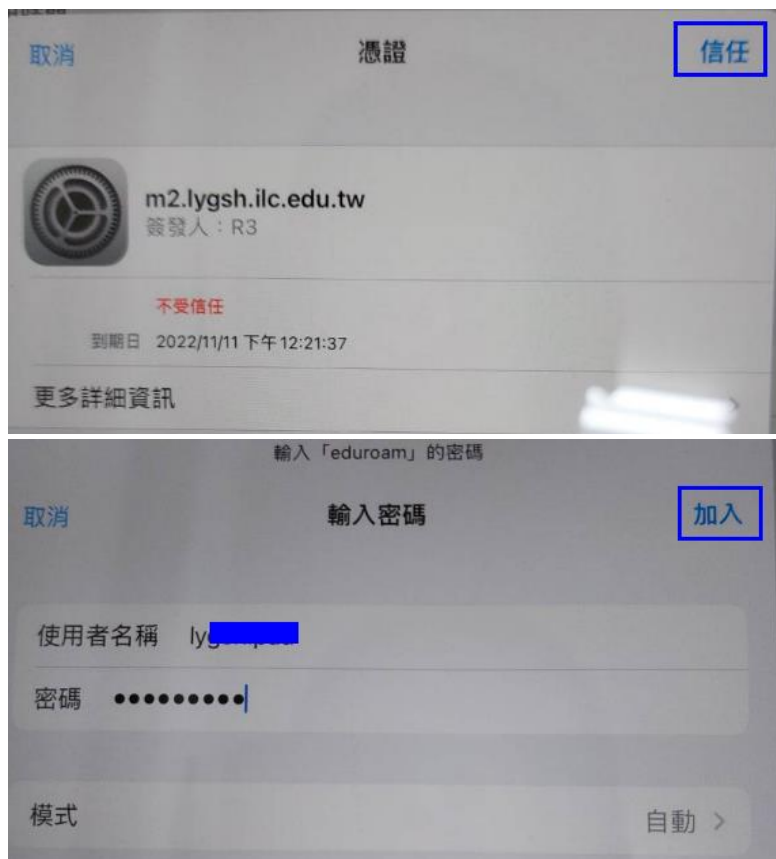 取消 憑證 信任
m2.lygsh.ilc.edu.tw
簽發人：R3
不受信任
到期日 2022/11/11 下午 12:21:37
更多詳細資訊
輸入「eduroam」的密碼
取消 輸入密碼 加入
使用者名稱
密碼 •••••••••
模式 自動